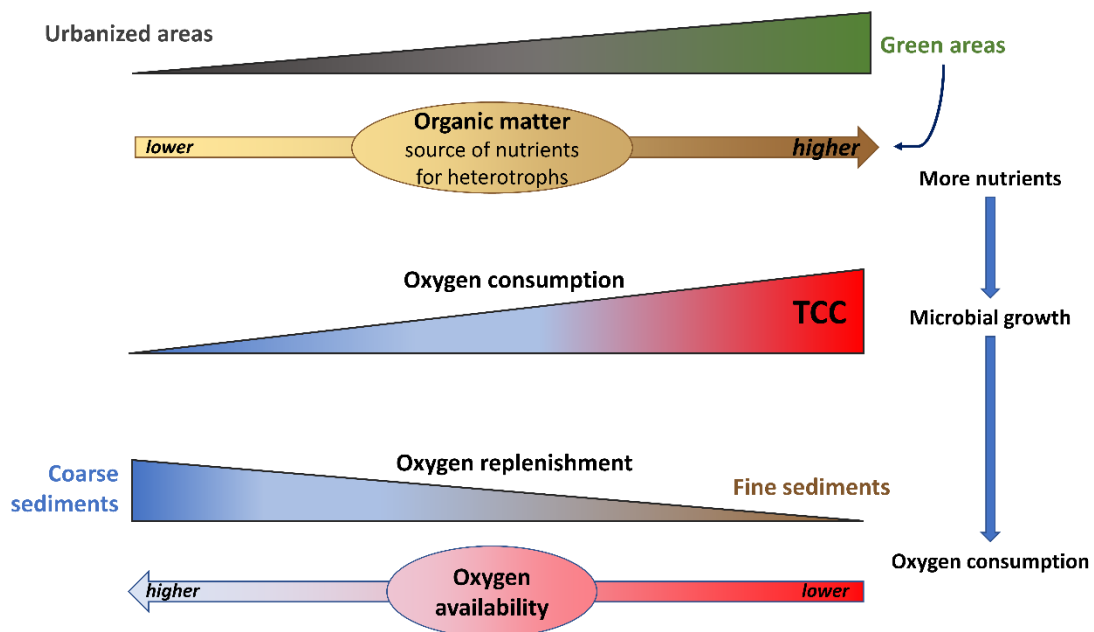 Urbanized areas
Green areas
Organic matter
source of nutrients
for heterotrophs
lower
higher
More nutrients
Oxygen consumption
TCC
Microbial growth
Oxygen replenishment
Coarse
sediments
Fine sediments
Oxygen consumption
higher
Oxygen
availability
lower